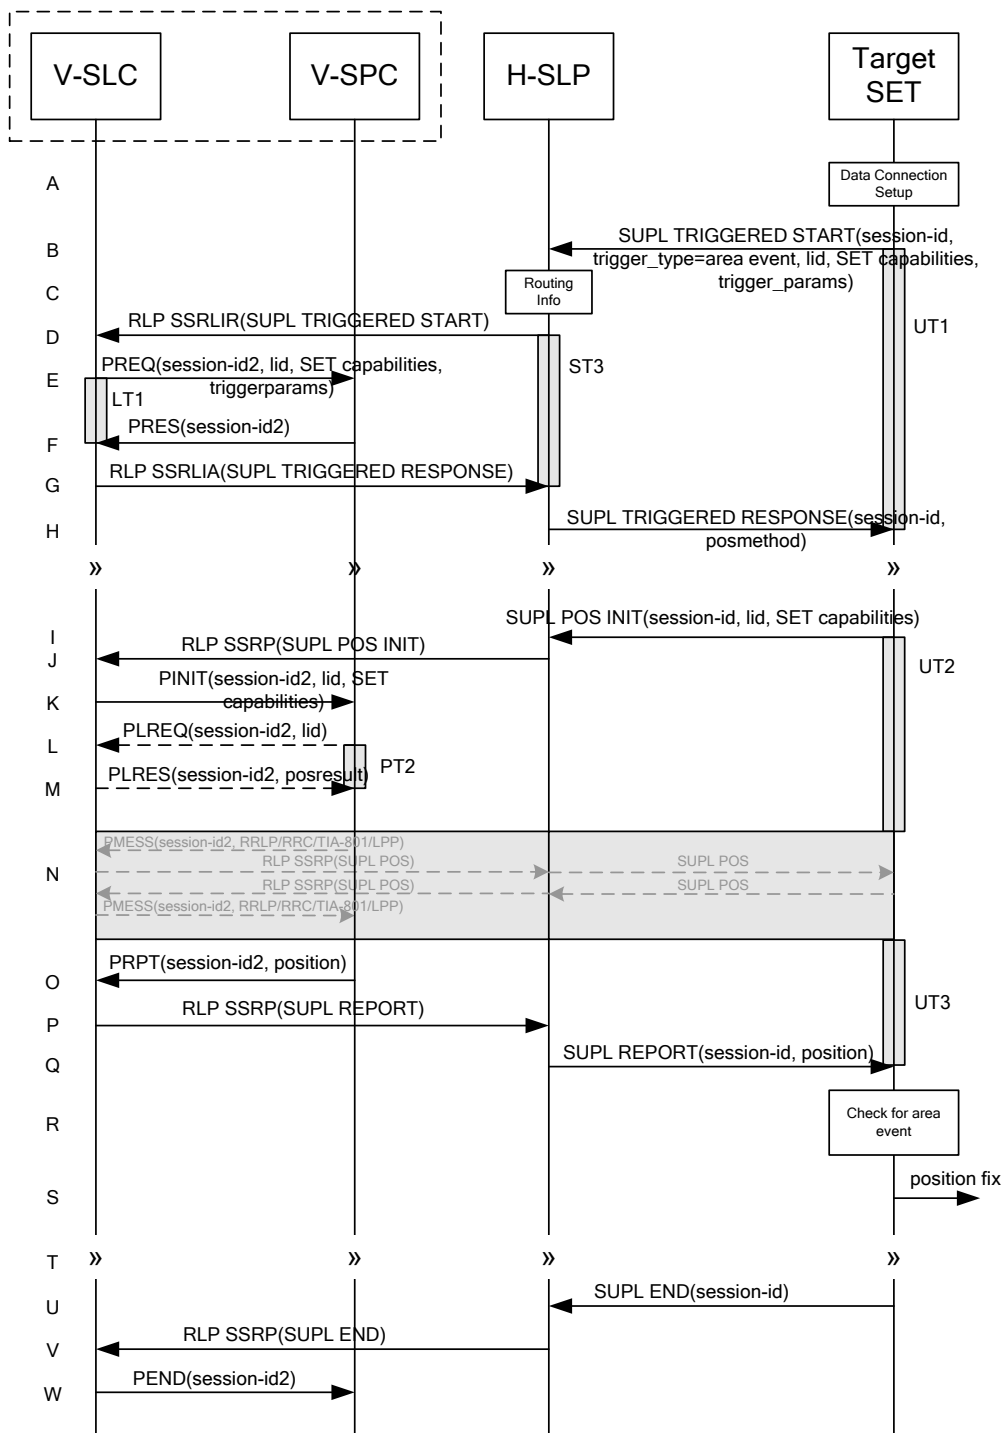 V-SLC
V-SPC
H-SLP
Target
SET
A
Data Connection
Setup
B
SUPL TRIGGERED START(session-id,
trigger_type=area event, lid, SET capabilities,
trigger_params)
C
Routing
Info
UT1
D
RLP SSRLIR(SUPL TRIGGERED START)
ST3
E
PREQ(session-id2, lid, SET capabilities,
triggerparams)
LT1
F
PRES(session-id2)
G
RLP SSRLIA(SUPL TRIGGERED RESPONSE)
H
SUPL TRIGGERED RESPONSE(session-id,
posmethod)
» » » »
I
SUPL POS INIT(session-id, lid, SET capabilities)
J
RLP SSRP(SUPL POS INIT)
UT2
K
PINIT(session-id2, lid, SET
capabilities)
L
PLREQ(session-id2, lid)
PT2
M
PLRES(session-id2, posresult)
N
PMESS(session-id2, RRLP/RRC/TIA-801/LPP)
RLP SSRP(SUPL POS)
SUPL POS
RLP SSRP(SUPL POS)
SUPL POS
PMESS(session-id2, RRLP/RRC/TIA-801/LPP)
O
PRPT(session-id2, position)
UT3
P
RLP SSRP(SUPL REPORT)
Q
SUPL REPORT(session-id, position)
R
Check for area
event
S
position fix
T
» » » »
U
SUPL END(session-id)
V
RLP SSRP(SUPL END)
W
PEND(session-id2)